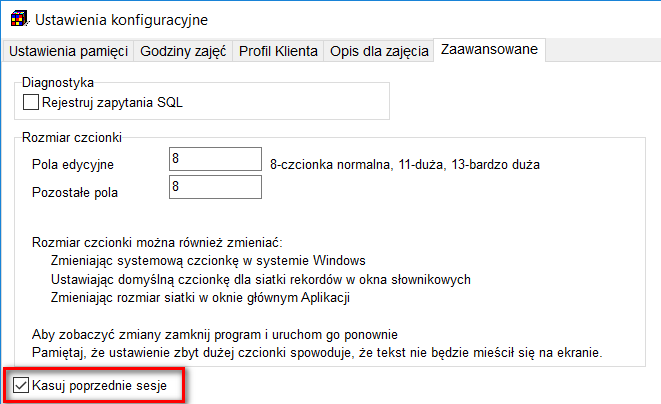 Ustawienia konfiguracyjne
Ustawienia pamięci Godziny zajęć Profil Klienta Opis dla zajęcia Zaawansowane
Diagnostyka
Rejestruj zapytania SQL
Rozmiar czcionki
Pola edycyjne 8 8-czcionka normalna, 11-duża, 13-bardzo duża
Pozostałe pola 8
Rozmiar czcionki można również zmieniać:
Zmieniając systemową czcionkę w systemie Windows
Ustawiając domyślną czcionkę dla siatki rekordów w okna słownikowych
Zmieniając rozmiar siatki w oknie głównym Aplikacji
Aby zobaczyć zmiany zamknij program i uruchom go ponownie
Pamiętaj, że ustawienie zbyt dużej czcionki spowoduje, że tekst nie będzie mieścił się na ekranie.
Kasuj poprzednie sesje